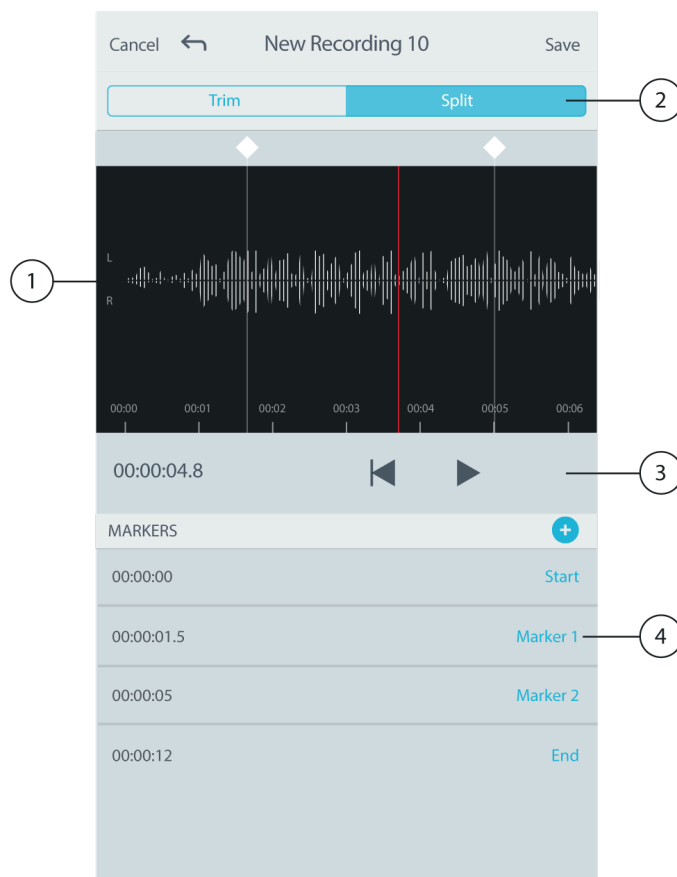 Cancel New Recording 10 Save
Trim Split
2
L
1
R
00:00 00:01 00:02 00:03 00:04 00:05 00:06
00:00:04.8
3
MARKERS
00:00:00 Start
00:00:01.5 Marker 1
4
00:00:05 Marker 2
00:00:12 End